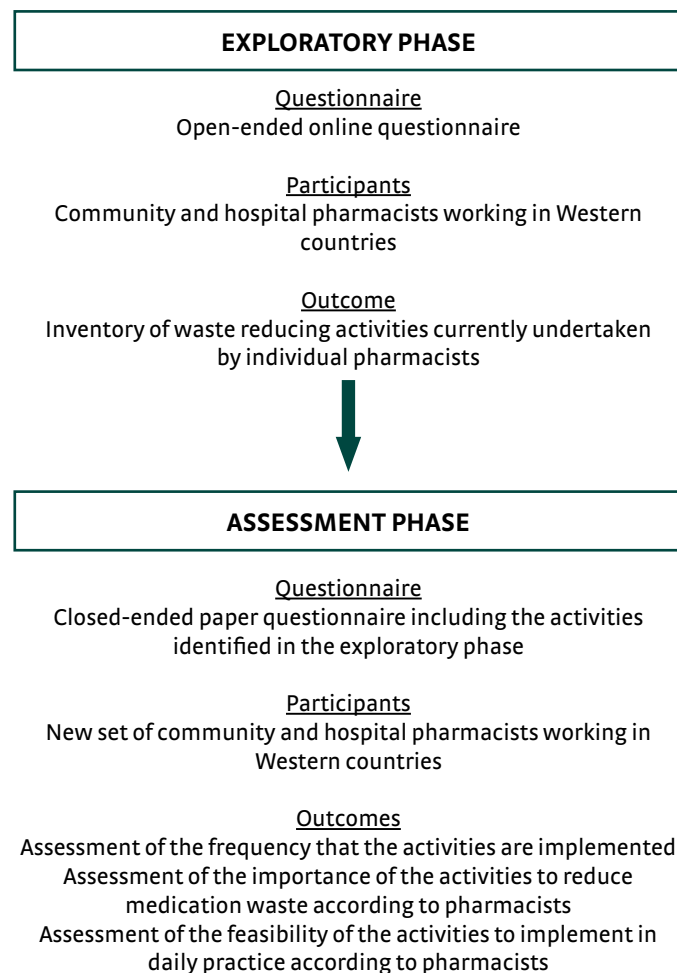 EXPLORATORY PHASE
Questionnaire
Open-ended online questionnaire
Participants
Community and hospital pharmacists working in Western
countries
Outcome
Inventory of waste reducing activities currently undertaken
by individual pharmacists
ASSESSMENT PHASE
Questionnaire
Closed-ended paper questionnaire including the activities
identified in the exploratory phase
Participants
New set of community and hospital pharmacists working in
Western countries
Outcomes
Assessment of the frequency that the activities are implemented
Assessment of the importance of the activities to reduce
medication waste according to pharmacists
Assessment of the feasibility of the activities to implement in
daily practice according to pharmacists